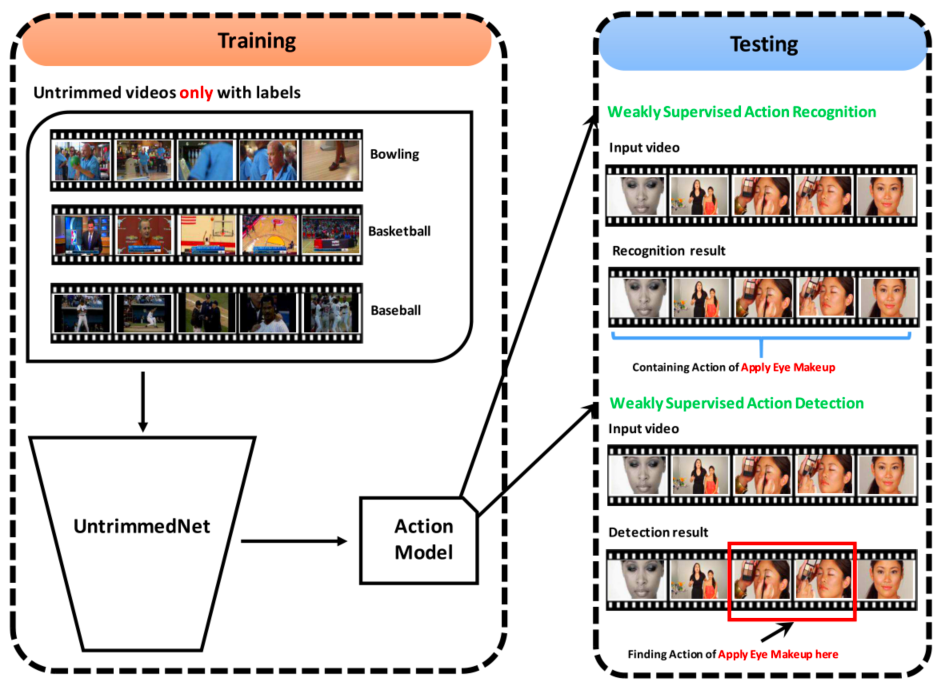 Training
Untrimmed videos only with labels
Bowling
Basketball
Baseball
UntrimmedNet
Action
Model
Testing
Weakly Supervised Action Recognition
Input video
Recognition result
Containing Action of Apply Eye Makeup
Weakly Supervised Action Detection
Input video
Detection result
Finding Action of Apply Eye Makeup here